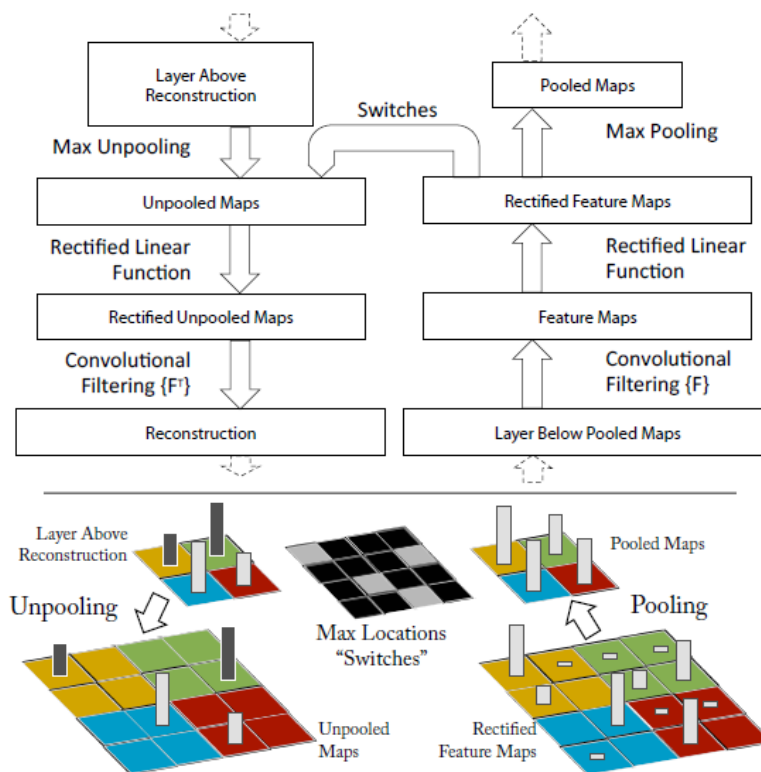 Layer Above
Reconstruction
Pooled Maps
Switches
Max Unpooling
Max Pooling
Unpooled Maps
Rectified Feature Maps
Rectified Linear
Function
Rectified Linear
Function
Rectified Unpooled Maps
Feature Maps
Convolutional
Filtering {Fᵀ}
Convolutional
Filtering {F}
Reconstruction
Layer Below Pooled Maps
Layer Above
Reconstruction
Pooled Maps
Unpooling
Pooling
Max Locations
“Switches”
Unpooled
Maps
Rectified
Feature Maps